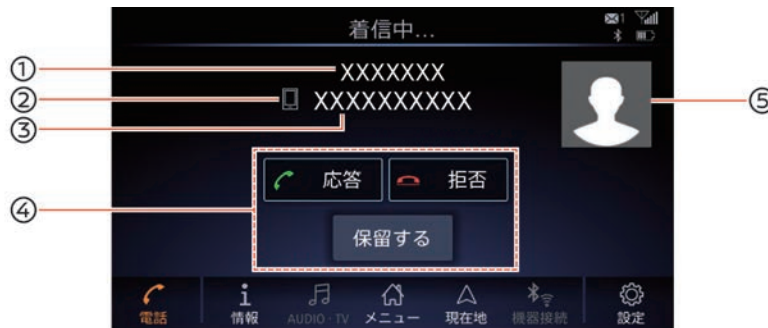 着信中...
1
① XXXXXXX
② ③ XXXXXXXXXX
⑤
④
応答 拒否
保留する
電話 情報 AUDIO·TV メニュー 現在地 機器接続 設定